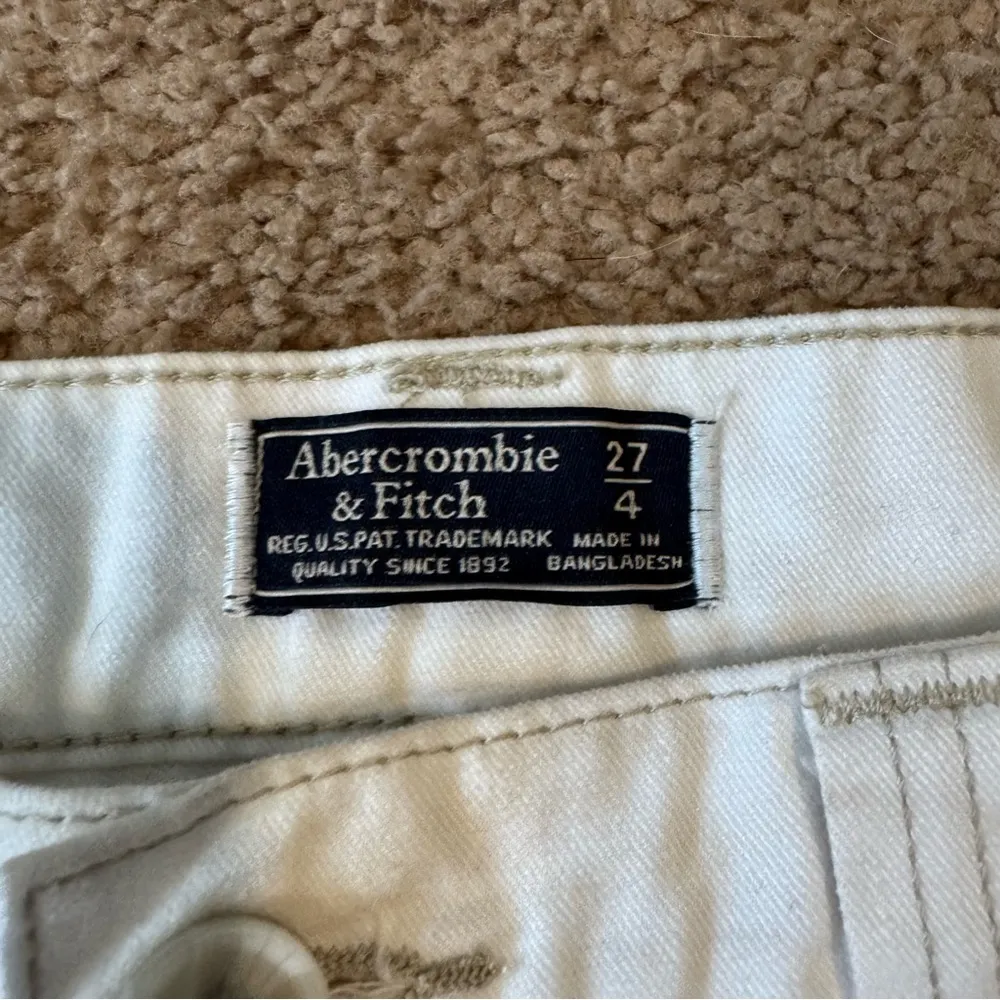 Abercrombie
& Fitch
27
4
REG. U.S.PAT. TRADEMARK
QUALITY SINCE 1892
MADE IN
BANGLADESH